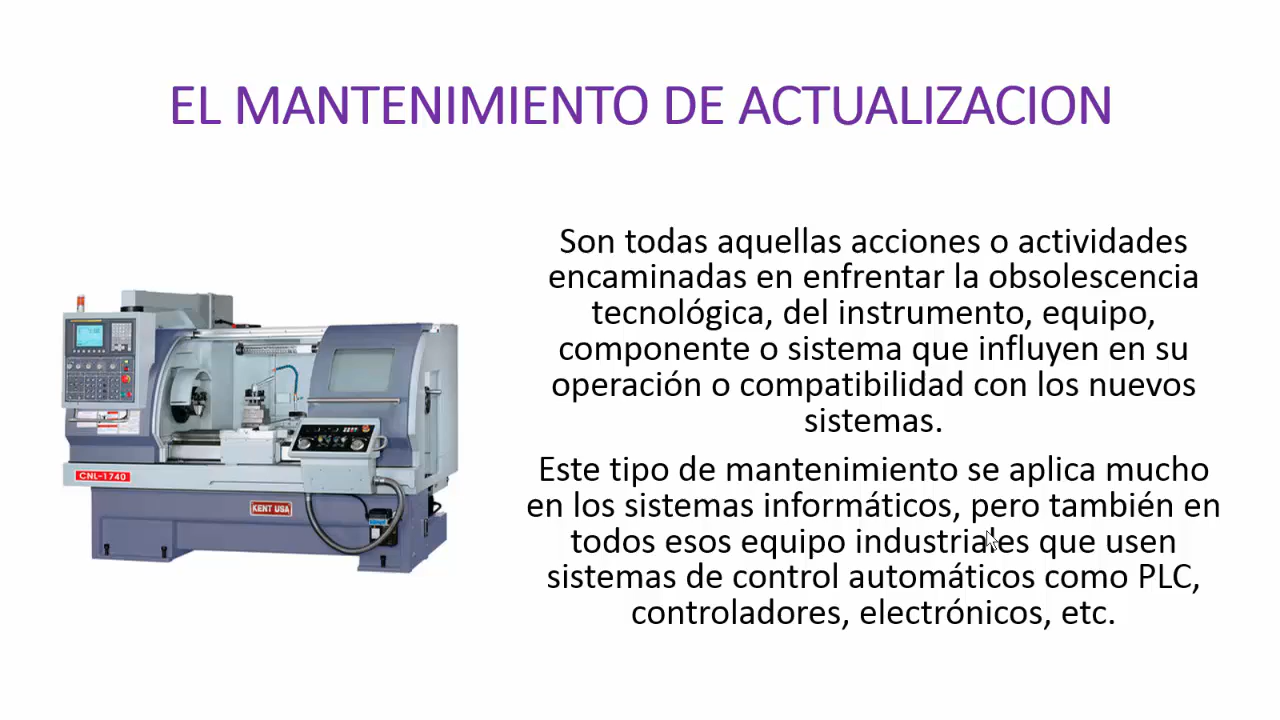 EL MANTENIMIENTO DE ACTUALIZACION
Son todas aquellas acciones o actividades
encaminadas en enfrentar la obsolescencia
tecnológica, del instrumento, equipo,
componente o sistema que influyen en su
operación o compatibilidad con los nuevos
sistemas.
Este tipo de mantenimiento se aplica mucho
en los sistemas informáticos, pero también en
todos esos equipo industriales que usen
sistemas de control automáticos como PLC,
controladores, electrónicos, etc.
CNL-1740
KENT USA